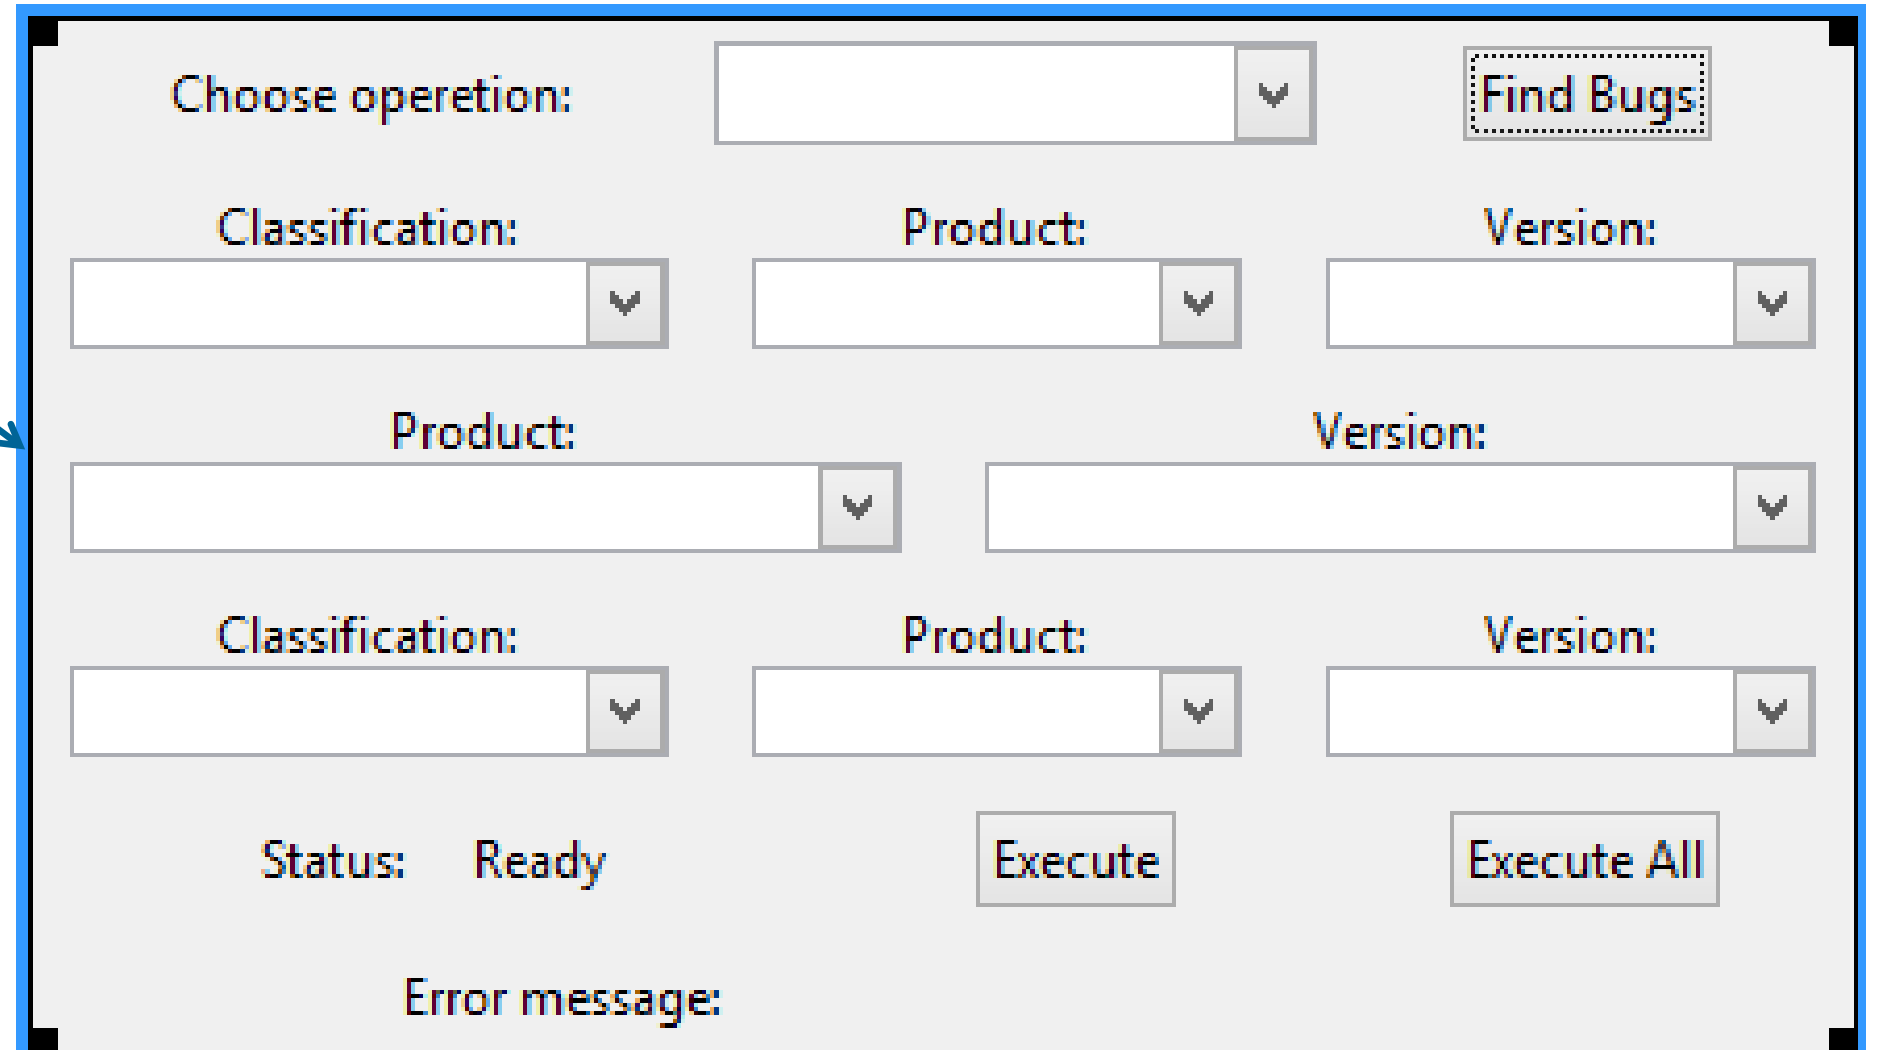 Choose operetion: Find Bugs
Classification: Product: Version:
Product: Version:
Classification: Product: Version:
Status: Ready Execute Execute All
Error message: